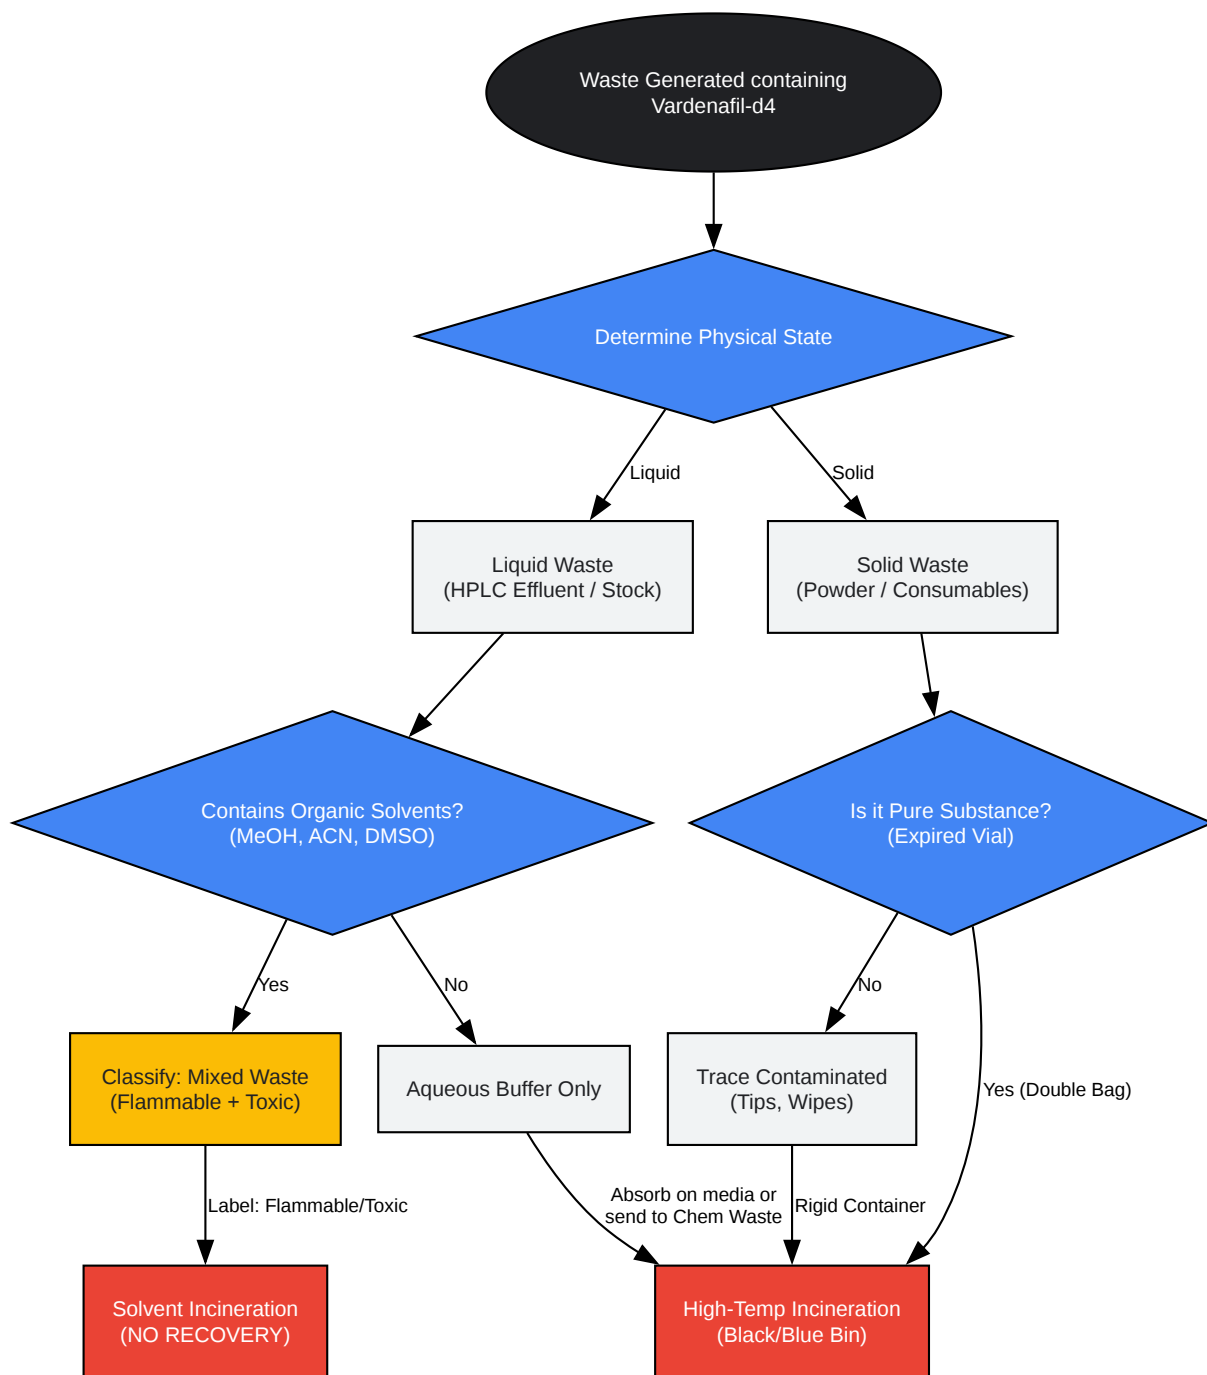 Waste Generated containing
Vardenafil-d4
Determine Physical State
Liquid
Solid
Liquid Waste
(HPLC Effluent / Stock)
Solid Waste
(Powder / Consumables)
Contains Organic Solvents?
(MeOH, ACN, DMSO)
Is it Pure Substance?
(Expired Vial)
Yes
No
No
Yes (Double Bag)
Classify: Mixed Waste
(Flammable + Toxic)
Aqueous Buffer Only
Trace Contaminated
(Tips, Wipes)
Label: Flammable/Toxic
Absorb on media or
send to Chem Waste
Rigid Container
Solvent Incineration
(NO RECOVERY)
High-Temp Incineration
(Black/Blue Bin)